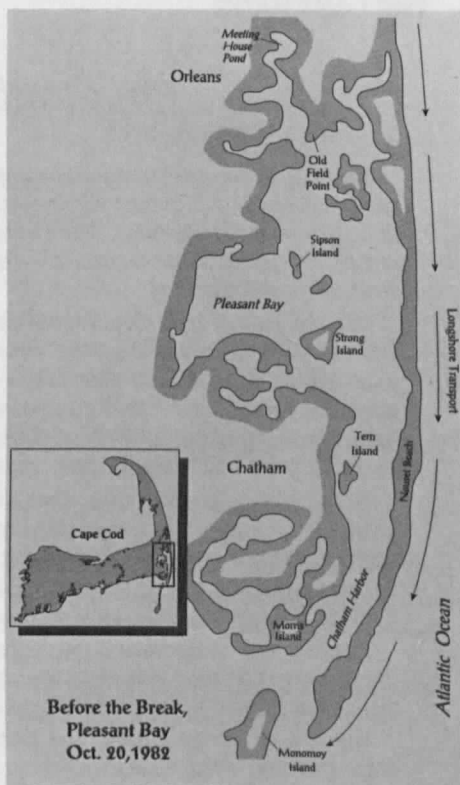 Meeting
House
Pond
Orleans
Old
Field
Point
Sipson
Island
Pleasant Bay
Strong
Island
Longshore Transport
Tern
Island
Nauset Beach
Chatham
Cape Cod
Chatham Harbor
Morris
Island
Atlantic Ocean
Before the Break,
Pleasant Bay
Oct. 20,1982
Monomoy
Island